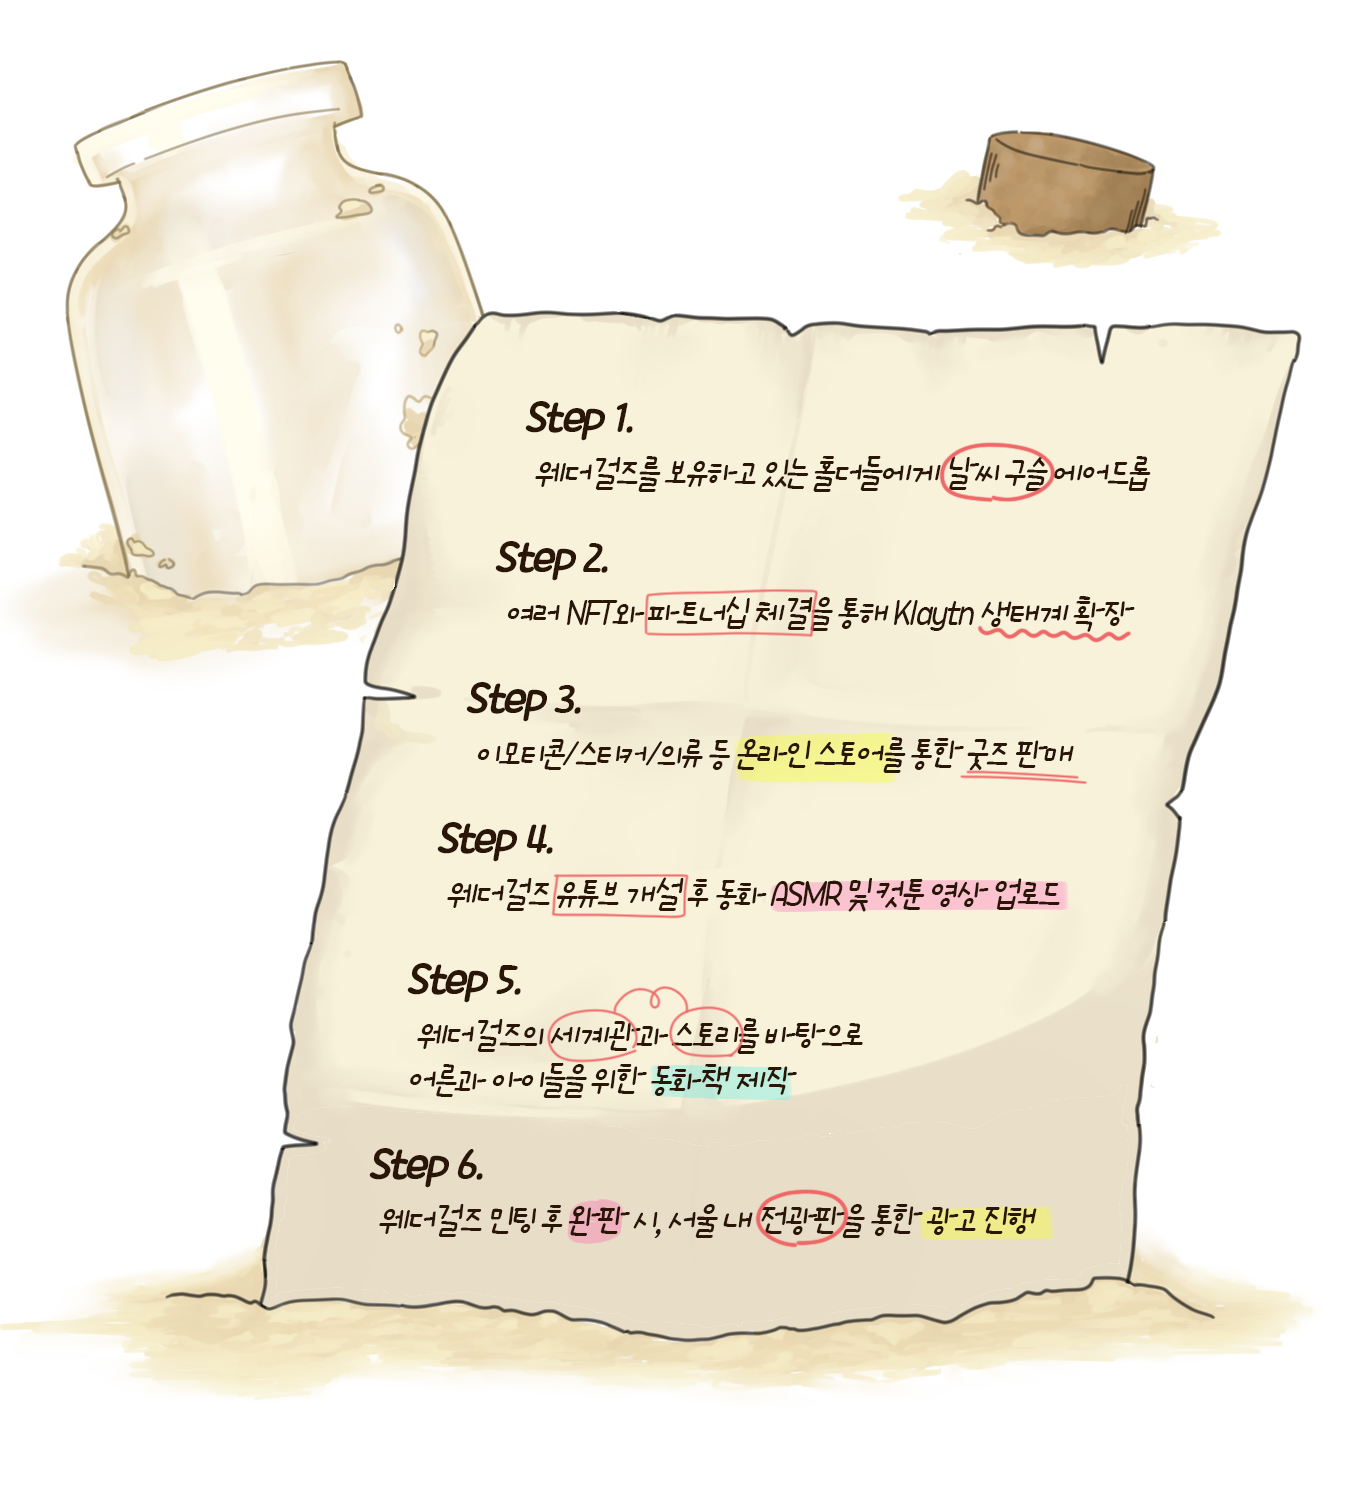 Step 1.
웨더걸즈를 보유하고 있는 홀더들에게 날씨 구슬 에어드롭
Step 2.
여러 NFT와 파트너십 체결을 통해 Klaytn 생태계 확장
Step 3.
이모티콘/스티커/의류 등 온라인 스토어를 통한 굿즈 판매
Step 4.
웨더걸즈 유튜브 개설 후 동화 ASMR 및 컷툰 영상 업로드
Step 5.
웨더걸즈의 세계관과 스토리를 바탕으로
어른과 아이들을 위한 동화책 제작
Step 6.
웨더걸즈 민팅 후 완판 시, 서울 내 전광판을 통한 광고 진행